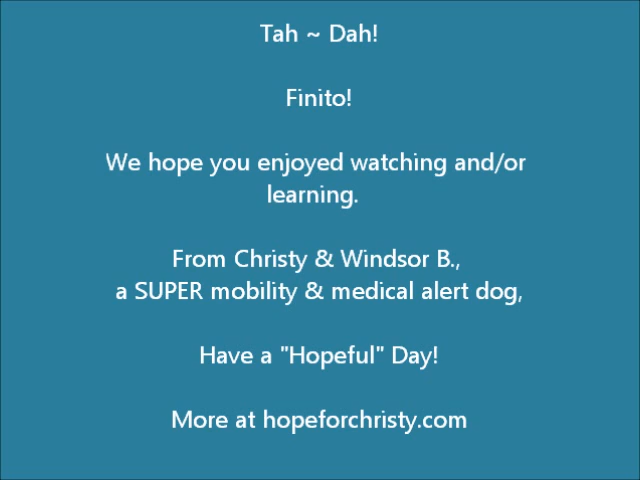 Tah ~ Dah!
Finito!
We hope you enjoyed watching and/or
learning.
From Christy & Windsor B.,
a SUPER mobility & medical alert dog,
Have a "Hopeful" Day!
More at hopeforchristy.com